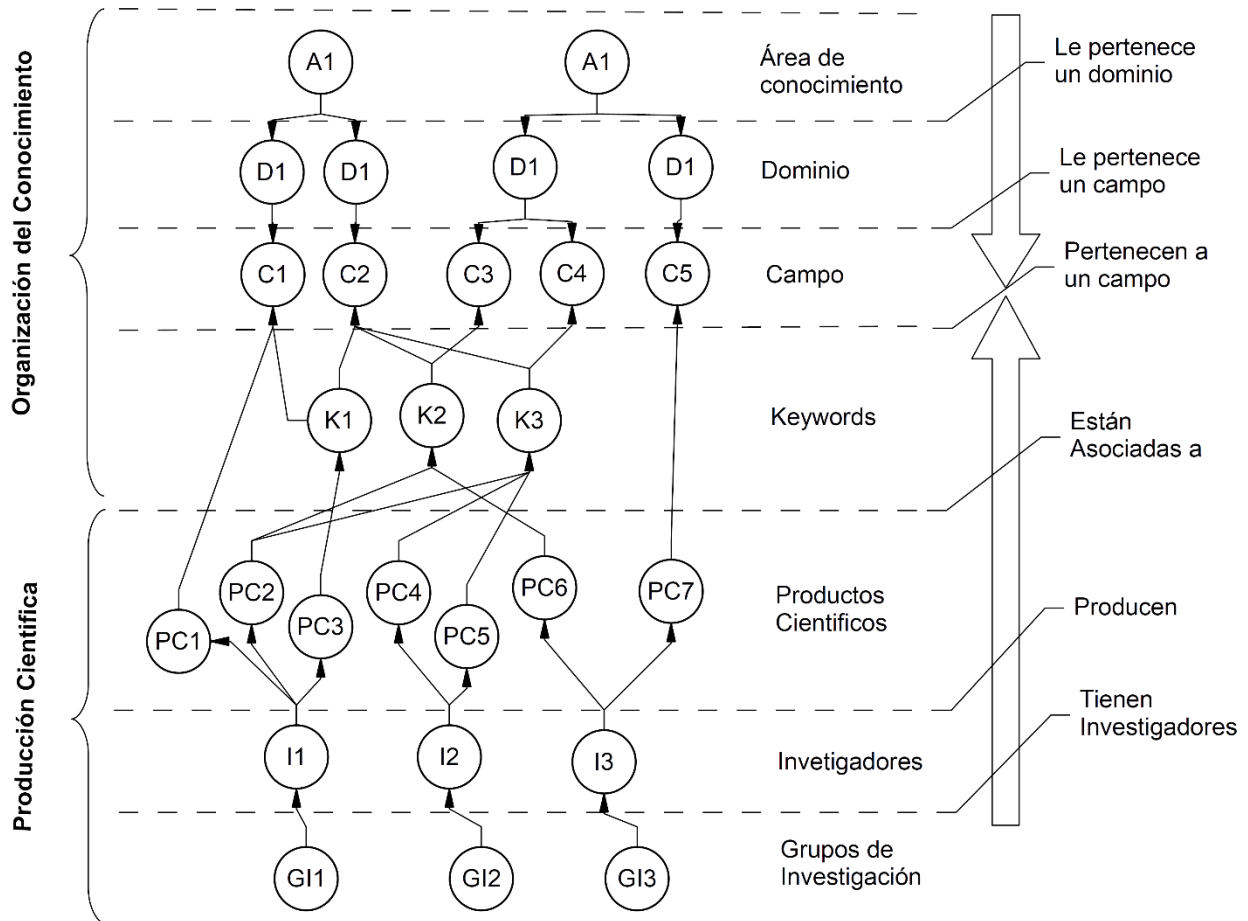 Organización del Conocimiento
Producción Cientifica
A1
A1
Área de
conocimiento
Le pertenece
un dominio
D1
D1
D1
D1
Dominio
Le pertenece
un campo
C1
C2
C3
C4
C5
Campo
Pertenecen a
un campo
K1
K2
K3
Keywords
Están
Asociadas a
PC1
PC2
PC3
PC4
PC5
PC6
PC7
Productos
Cientificos
Producen
I1
I2
I3
Invetigadores
Tienen
Investigadores
GI1
GI2
GI3
Grupos de
Investigación